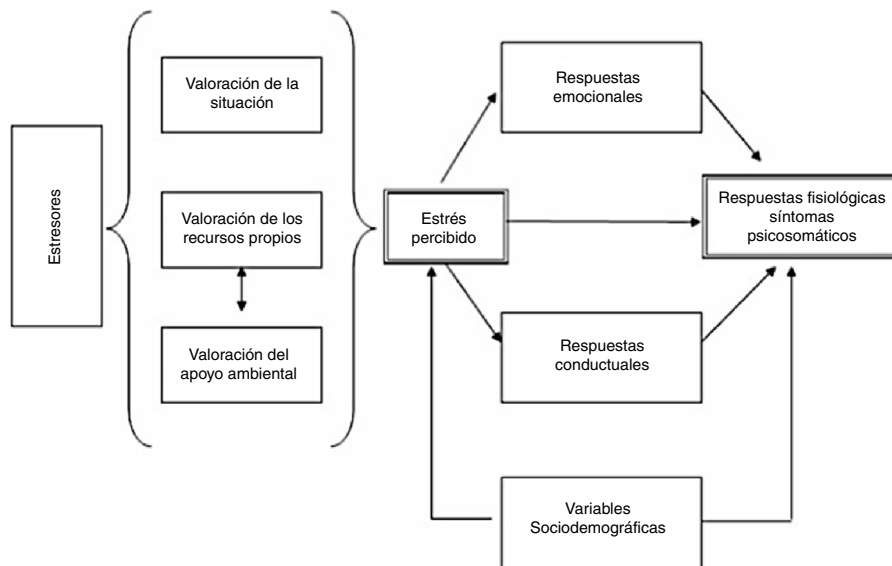 Estresores
Valoración de la
situación
Valoración de los
recursos propios
Valoración del
apoyo ambiental
Estrés
percibido
Respuestas
emocionales
Respuestas
conductuales
Variables
Sociodemográficas
Respuestas fisiológicas
síntomas
psicosomáticos